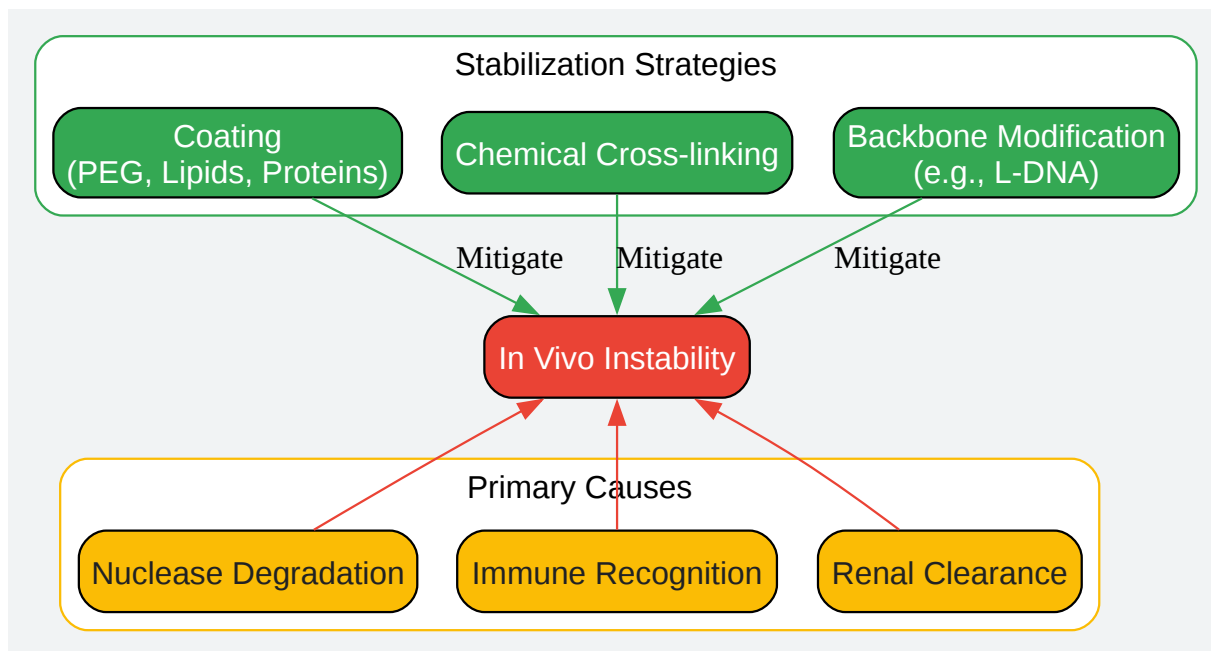 Stabilization Strategies
Coating
(PEG, Lipids, Proteins)
Chemical Cross-linking
Backbone Modification
(e.g., L-DNA)
Mitigate
Mitigate
Mitigate
In Vivo Instability
Primary Causes
Nuclease Degradation
Immune Recognition
Renal Clearance